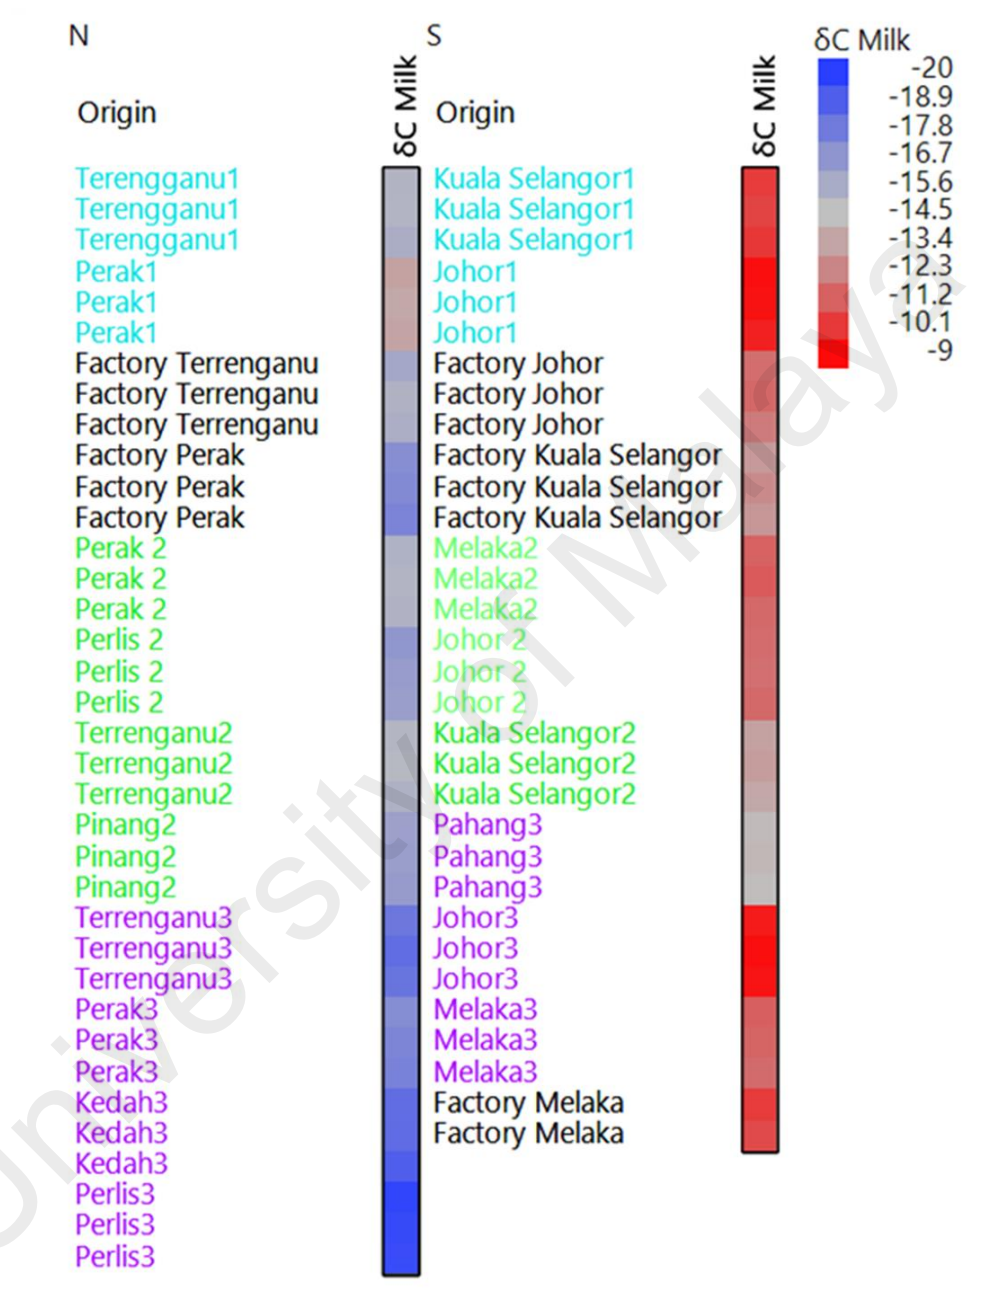 N
δC Milk
Origin
Terengganu1
Terengganu1
Terengganu1
Perak1
Perak1
Perak1
Factory Terrenganu
Factory Terrenganu
Factory Terrenganu
Factory Perak
Factory Perak
Factory Perak
Perak 2
Perak 2
Perak 2
Perlis 2
Perlis 2
Perlis 2
Terrenganu2
Terrenganu2
Terrenganu2
Pinang2
Pinang2
Pinang2
Terrenganu3
Terrenganu3
Terrenganu3
Perak3
Perak3
Perak3
Kedah3
Kedah3
Kedah3
Perlis3
Perlis3
Perlis3
S
δC Milk
Origin
Kuala Selangor1
Kuala Selangor1
Kuala Selangor1
Johor1
Johor1
Johor1
Factory Johor
Factory Johor
Factory Johor
Factory Kuala Selangor
Factory Kuala Selangor
Factory Kuala Selangor
Melaka2
Melaka2
Melaka2
Johor 2
Johor 2
Johor 2
Kuala Selangor2
Kuala Selangor2
Kuala Selangor2
Pahang3
Pahang3
Pahang3
Johor3
Johor3
Johor3
Melaka3
Melaka3
Melaka3
Factory Melaka
Factory Melaka
δC Milk
-20
-18.9
-17.8
-16.7
-15.6
-14.5
-13.4
-12.3
-11.2
-10.1
-9
University of Malaya